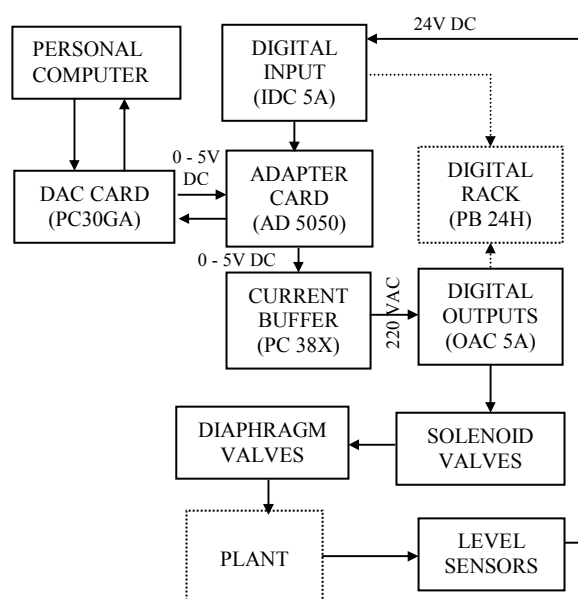 PERSONAL
COMPUTER
DIGITAL
INPUT
(IDC 5A)
24V DC
0 - 5V
DC
DAC CARD
(PC30GA)
ADAPTER
CARD
(AD 5050)
DIGITAL
RACK
(PB 24H)
0 - 5V DC
CURRENT
BUFFER
(PC 38X)
220 VAC
DIGITAL
OUTPUTS
(OAC 5A)
DIAPHRAGM
VALVES
SOLENOID
VALVES
PLANT
LEVEL
SENSORS